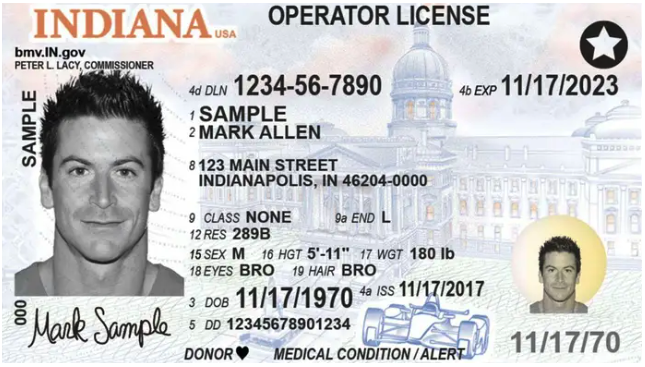 INDIANA USA
OPERATOR LICENSE
bmv.IN.gov
PETER L. LACY, COMMISSIONER
SAMPLE
4d DLN 1234-56-7890
4b EXP 11/17/2023
1 SAMPLE
2 MARK ALLEN
8 123 MAIN STREET
INDIANAPOLIS, IN 46204-0000
9 CLASS NONE 9a END L
12 RES 289B
15 SEX M 16 HGT 5'-11" 17 WGT 180 lb
18 EYES BRO 19 HAIR BRO
3 DOB 11/17/1970 4a ISS 11/17/2017
5 DD 12345678901234
000
Mark Sample
DONOR♥ MEDICAL CONDITION / ALERT
11/17/70